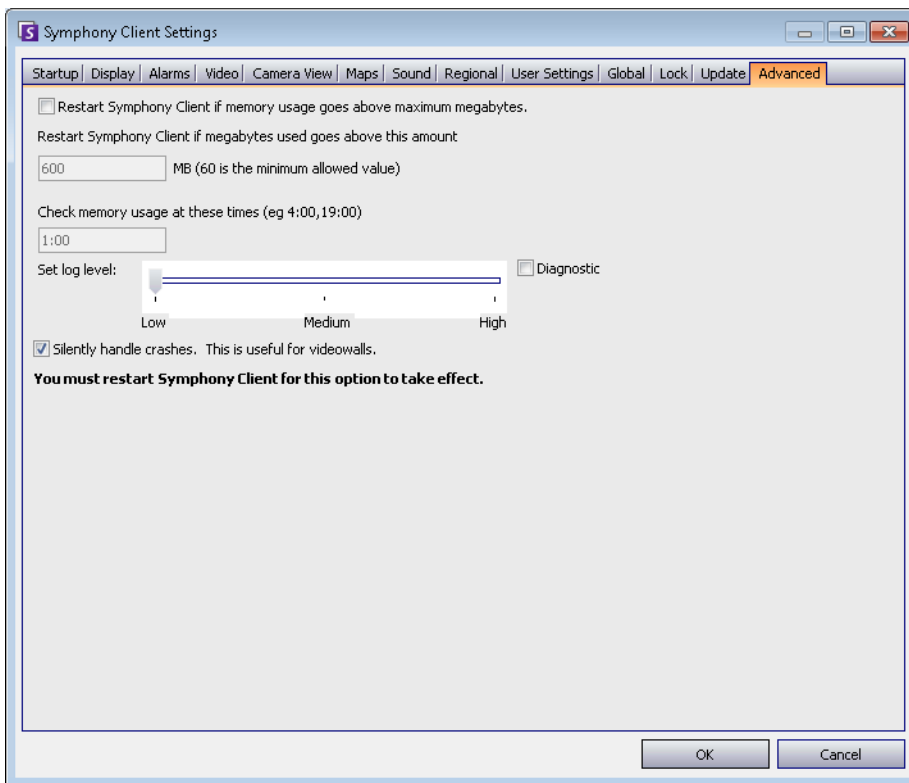 Symphony Client Settings
Startup Display Alarms Video Camera View Maps Sound Regional User Settings Global Lock Update Advanced
Restart Symphony Client if memory usage goes above maximum megabytes.
Restart Symphony Client if megabytes used goes above this amount
600 MB (60 is the minimum allowed value)
Check memory usage at these times (eg 4:00,19:00)
1:00
Set log level: Diagnostic
Low Medium High
Silently handle crashes. This is useful for videowalls.
You must restart Symphony Client for this option to take effect.
OK Cancel